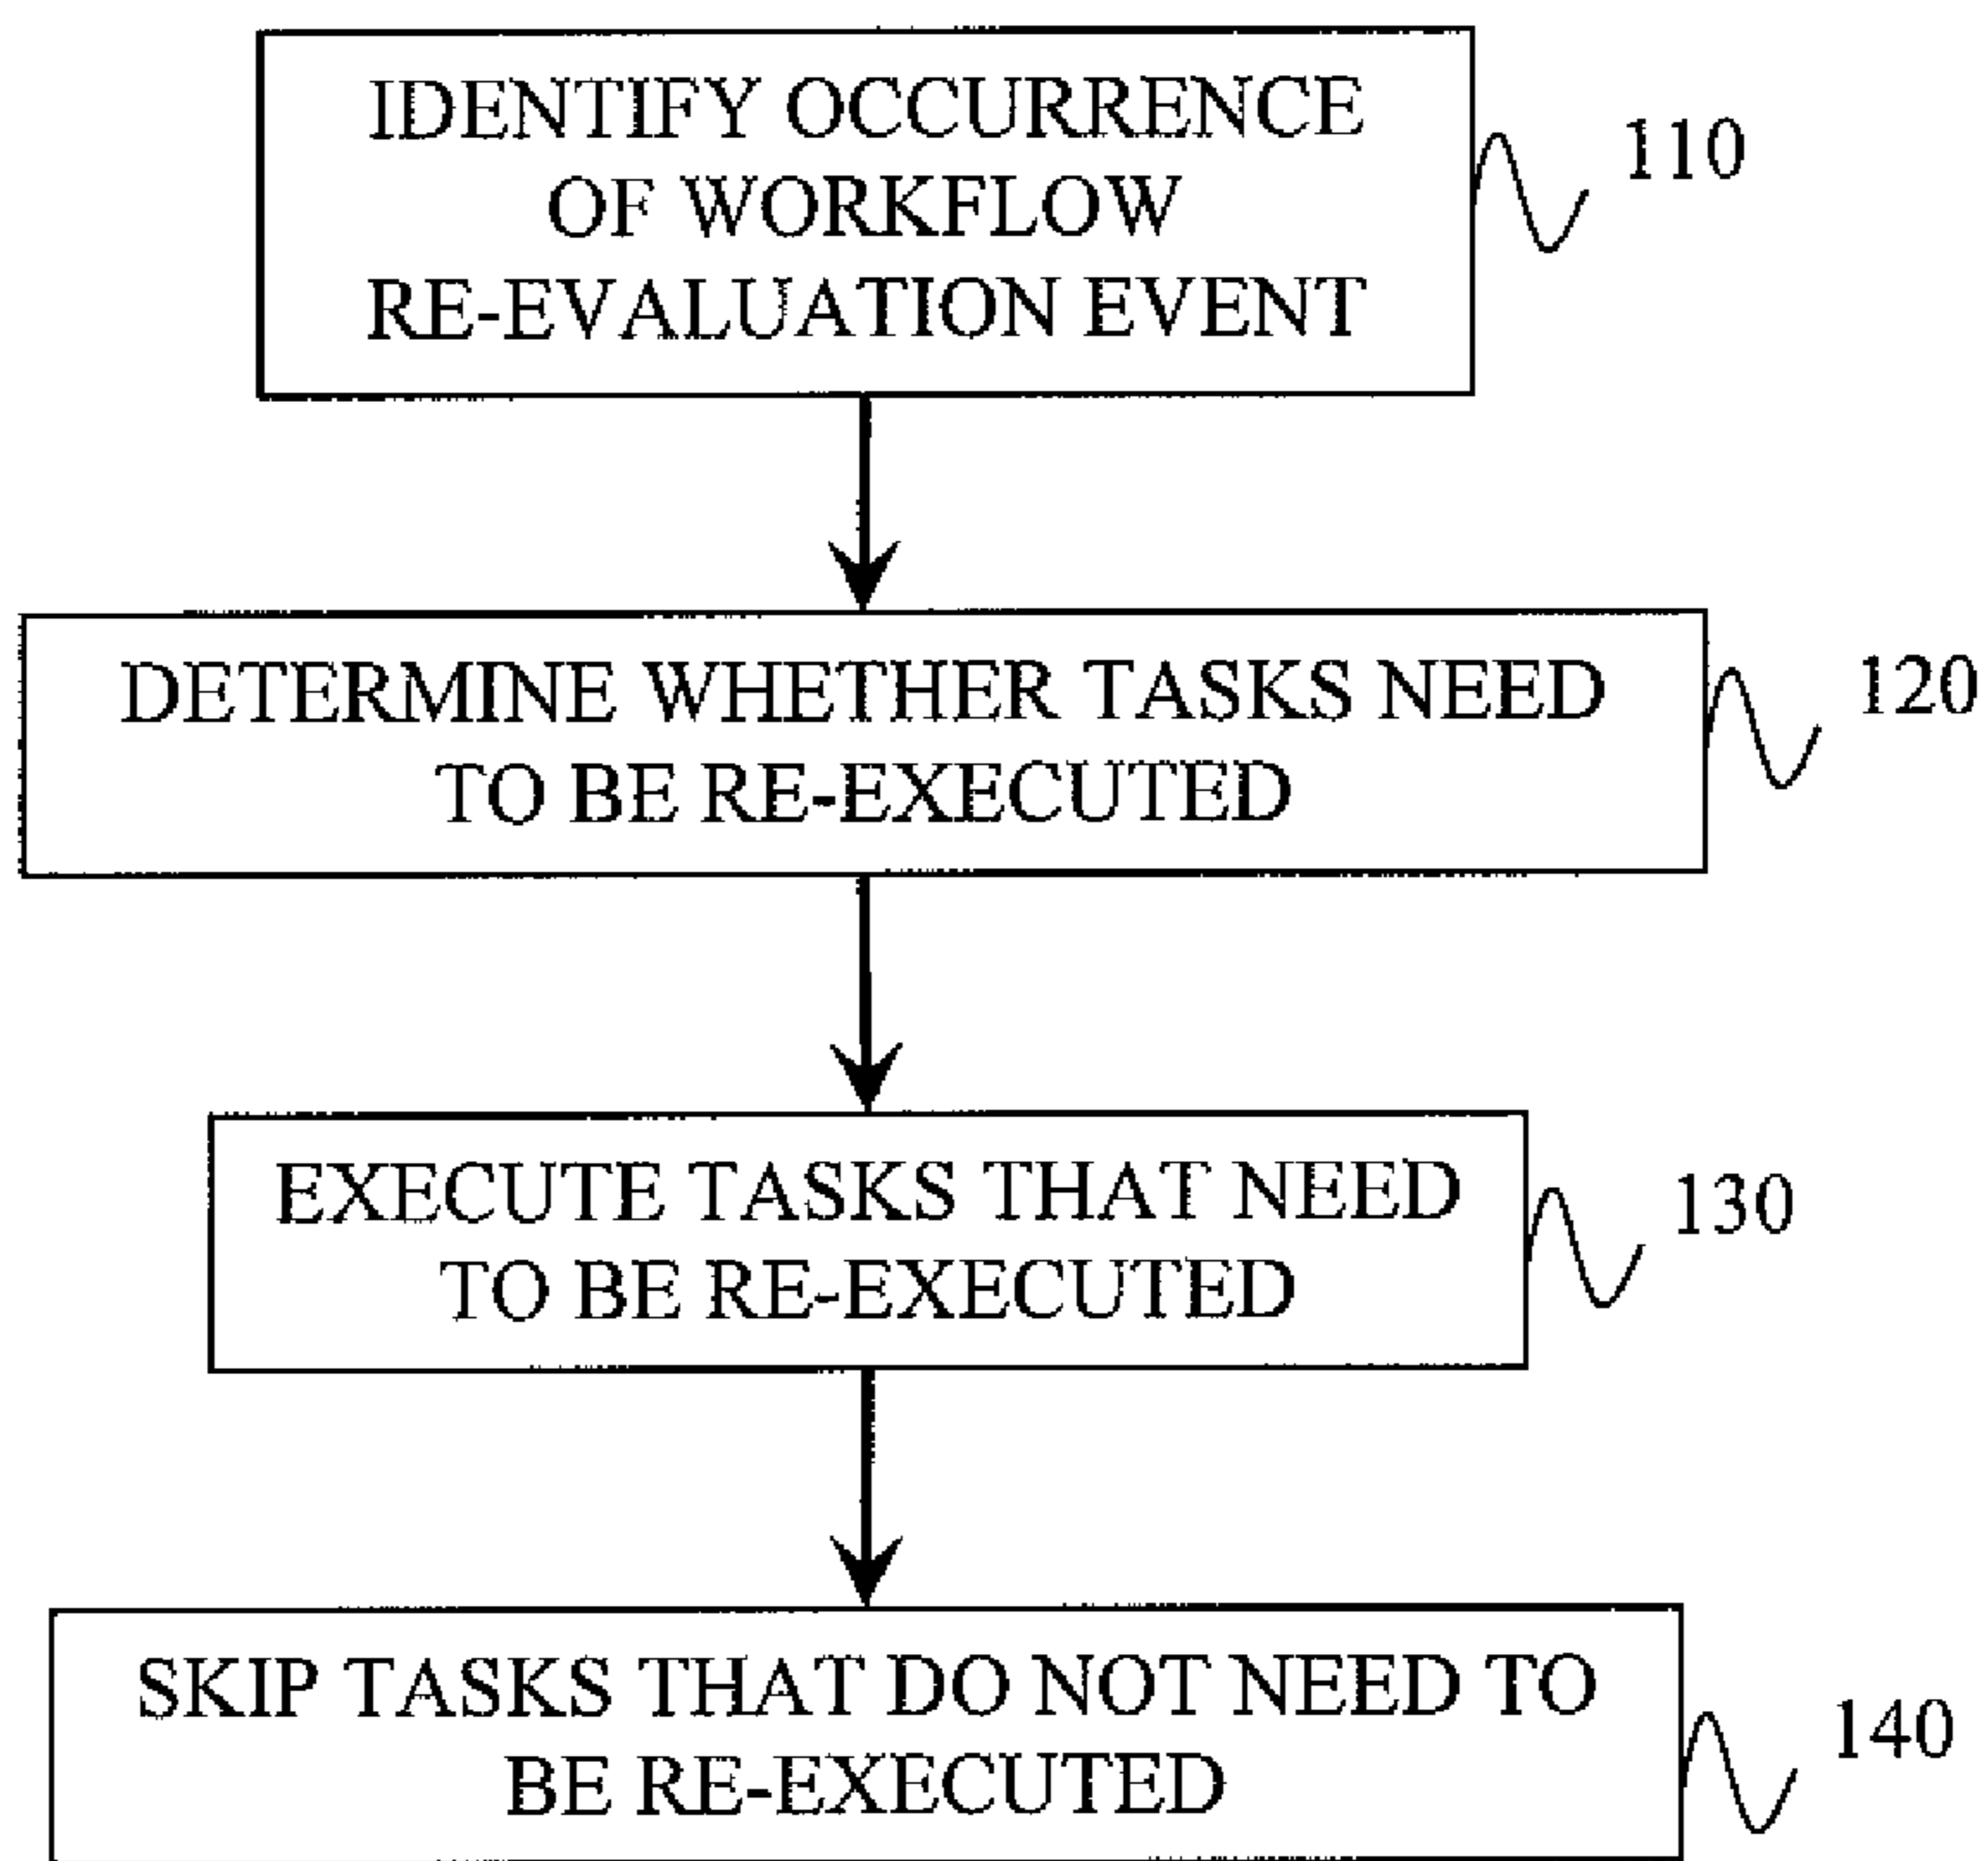 IDENTIFY OCCURRENCE
OF WORKFLOW
RE-EVALUATION EVENT
110
DETERMINE WHETHER TASKS NEED
TO BE RE-EXECUTED
120
EXECUTE TASKS THAT NEED
TO BE RE-EXECUTED
130
SKIP TASKS THAT DO NOT NEED TO
BE RE-EXECUTED
140